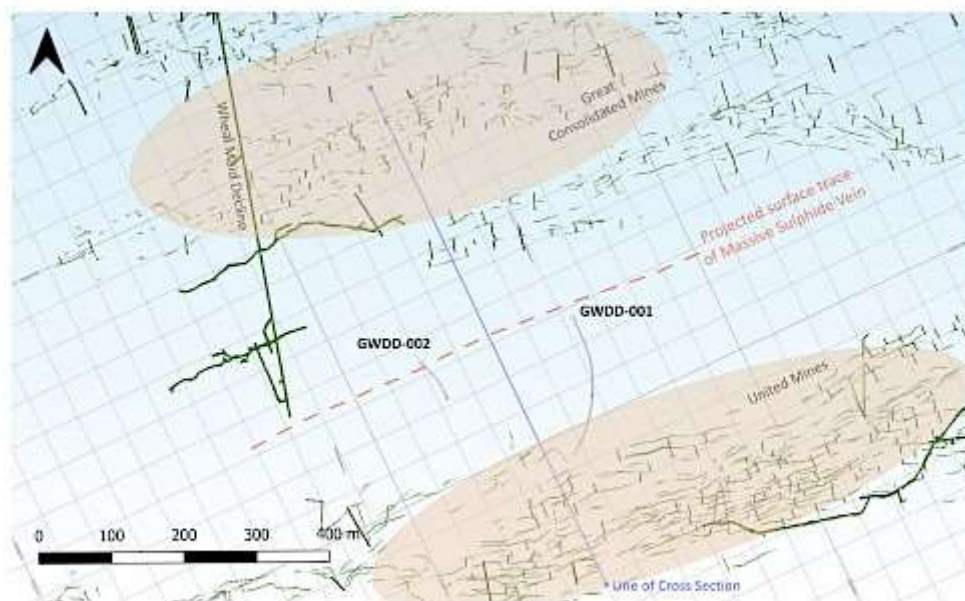 Great
Consolidated Mines
Wheal Maid Decline
Projected surface trace
of Massive Sulphide Vein
GWDD-001
GWDD-002
United Mines
0 100 200 300 400 m
Line of Cross Section